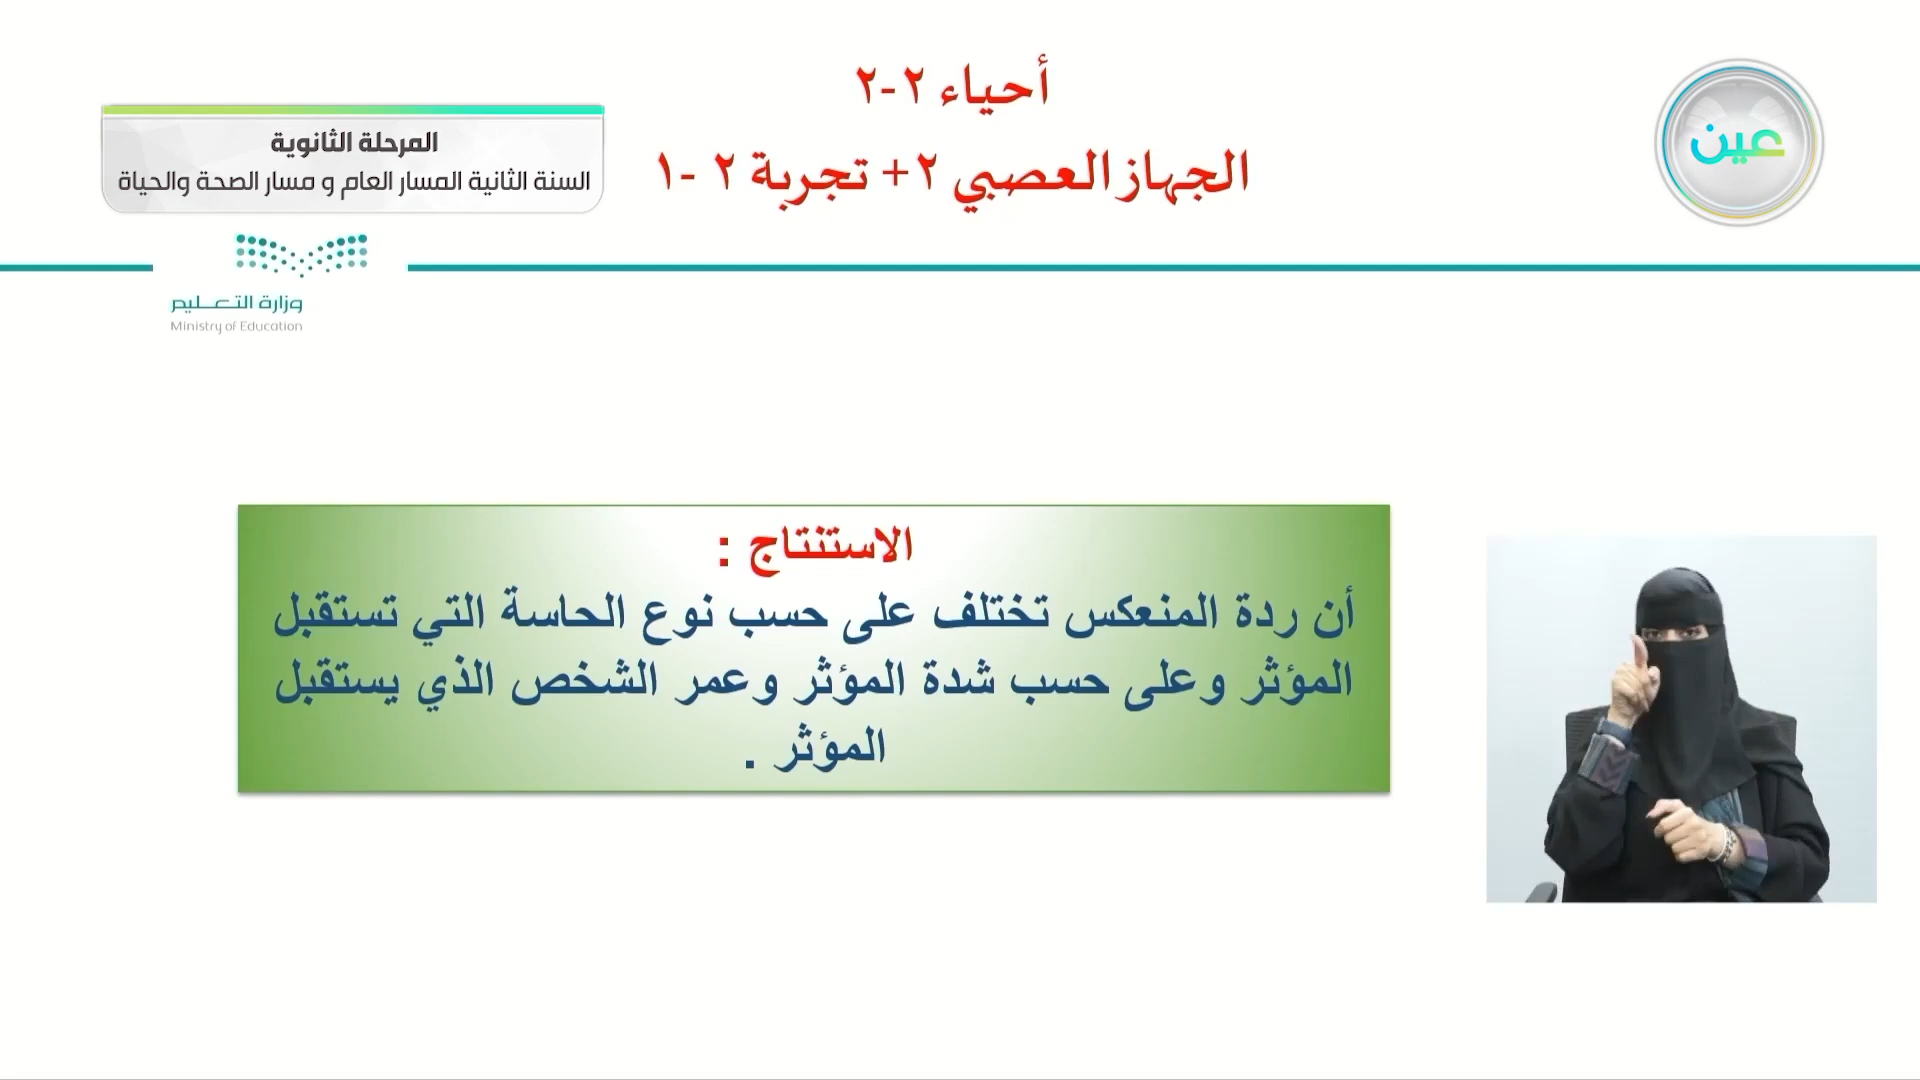 أحياء ٢-٢
الجهاز العصبي ٢ + تجربة ٢ -١
عين
المرحلة الثانوية
السنة الثانية المسار العام و مسار الصحة والحياة
وزارة التعليم
Ministry of Education
الاستنتاج :
أن ردة المنعكس تختلف على حسب نوع الحاسة التي تستقبل
المؤثر وعلى حسب شدة المؤثر وعمر الشخص الذي يستقبل
المؤثر .